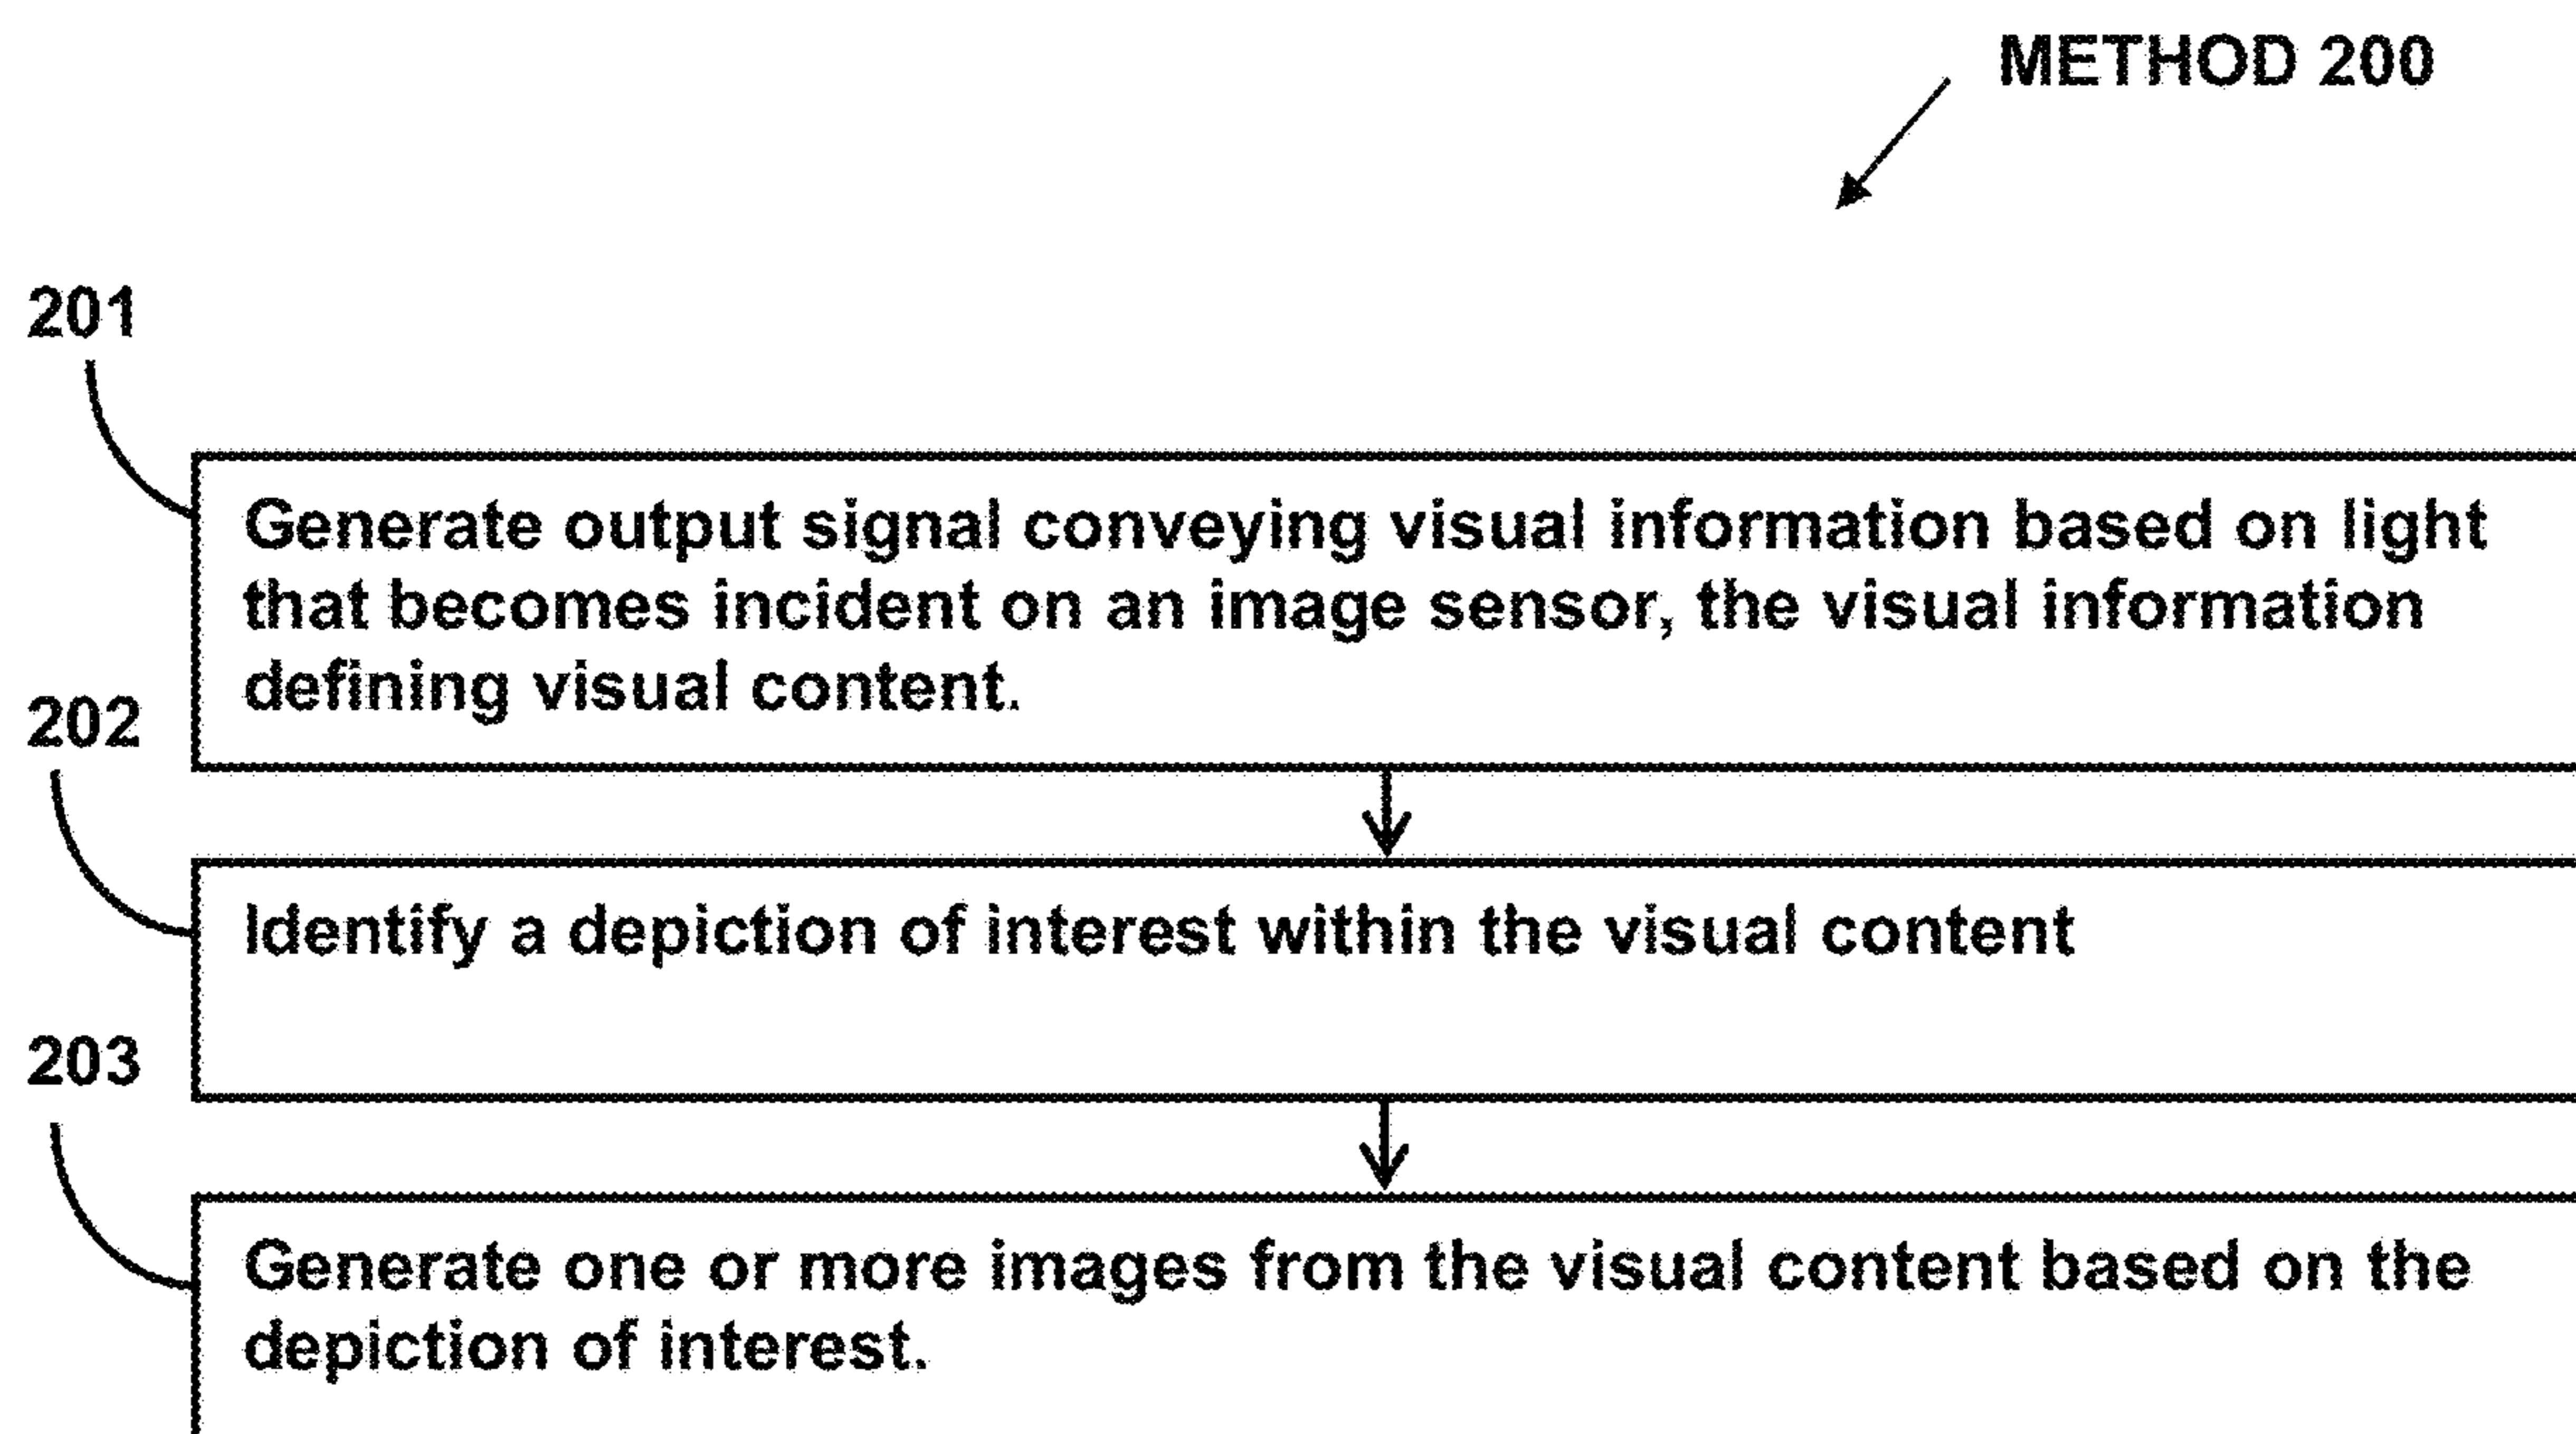 METHOD 200
201
Generate output signal conveying visual information based on light
that becomes incident on an image sensor, the visual information
defining visual content.
202
Identify a depiction of interest within the visual content
203
Generate one or more images from the visual content based on the
depiction of interest.